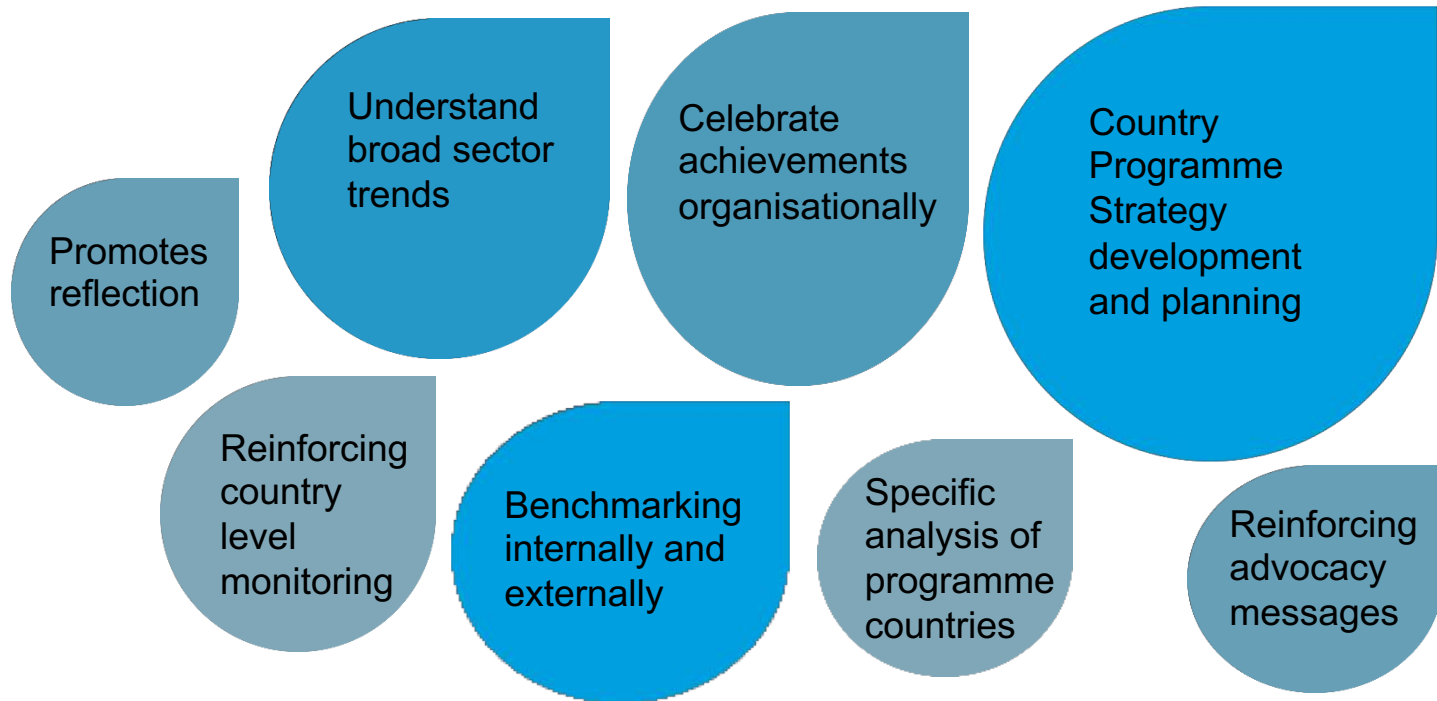 Promotes
reflection
Understand
broad sector
trends
Celebrate
achievements
organisationally
Country
Programme
Strategy
development
and planning
Reinforcing
country
level
monitoring
Benchmarking
internally and
externally
Specific
analysis of
programme
countries
Reinforcing
advocacy
messages